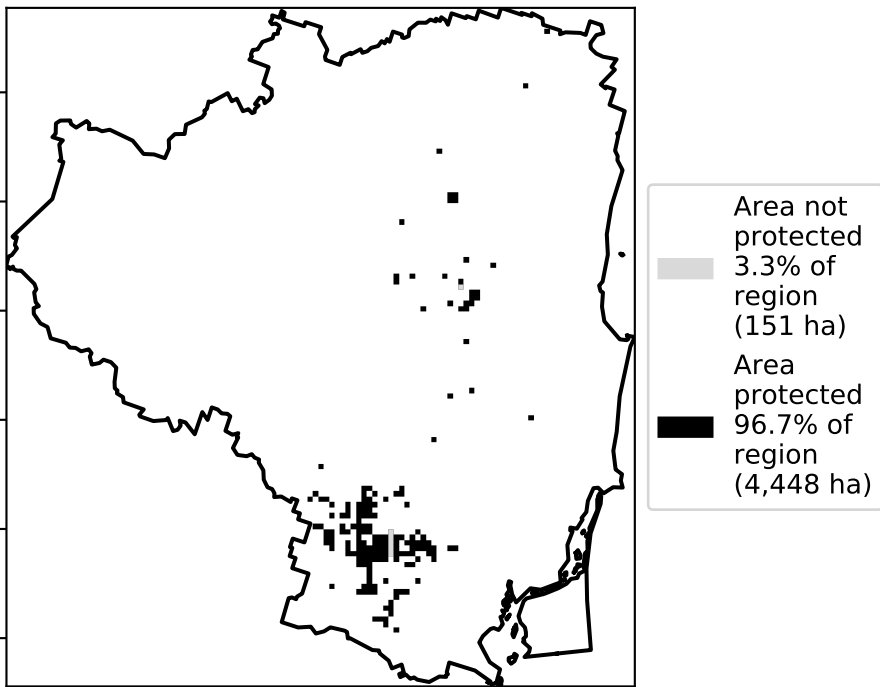 Area not
protected
3.3% of
region
(151 ha)
Area
protected
96.7% of
region
(4,448 ha)